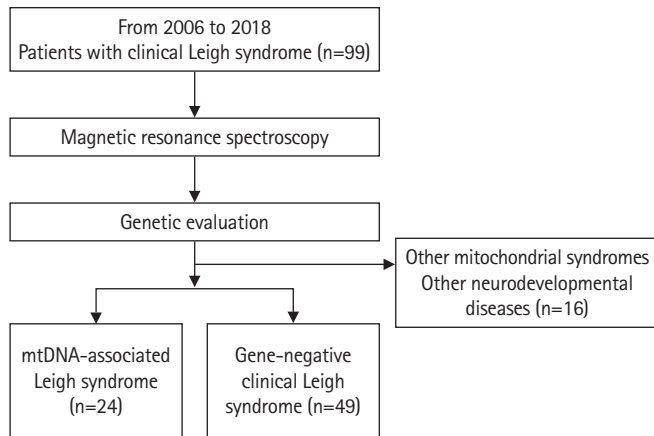 From 2006 to 2018
Patients with clinical Leigh syndrome (n=99)
Magnetic resonance spectroscopy
Genetic evaluation
Other mitochondrial syndromes
Other neurodevelopmental
diseases (n=16)
mtDNA-associated
Leigh syndrome
(n=24)
Gene-negative
clinical Leigh
syndrome (n=49)